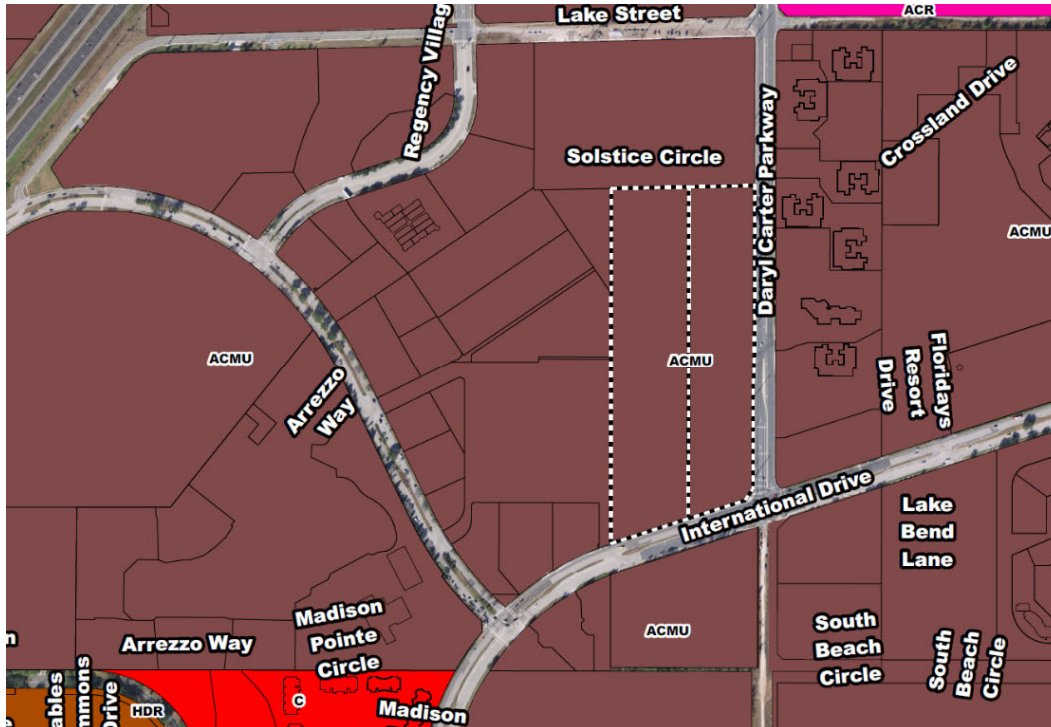 Lake Street
ACR
Regency Villag
Crossland Drive
Daryl Carter Parkway
Solstice Circle
ACMU
ACMU
ACMU
Arrezzo
Way
Floridays
Resort
Drive
International Drive
Lake
Bend
Lane
ACMU
Madison
Pointe
Circle
South
Beach
Circle
South
Beach
Circle
Arrezzo Way
n
ables
mmons
Drive
HDR
C
Madison
e